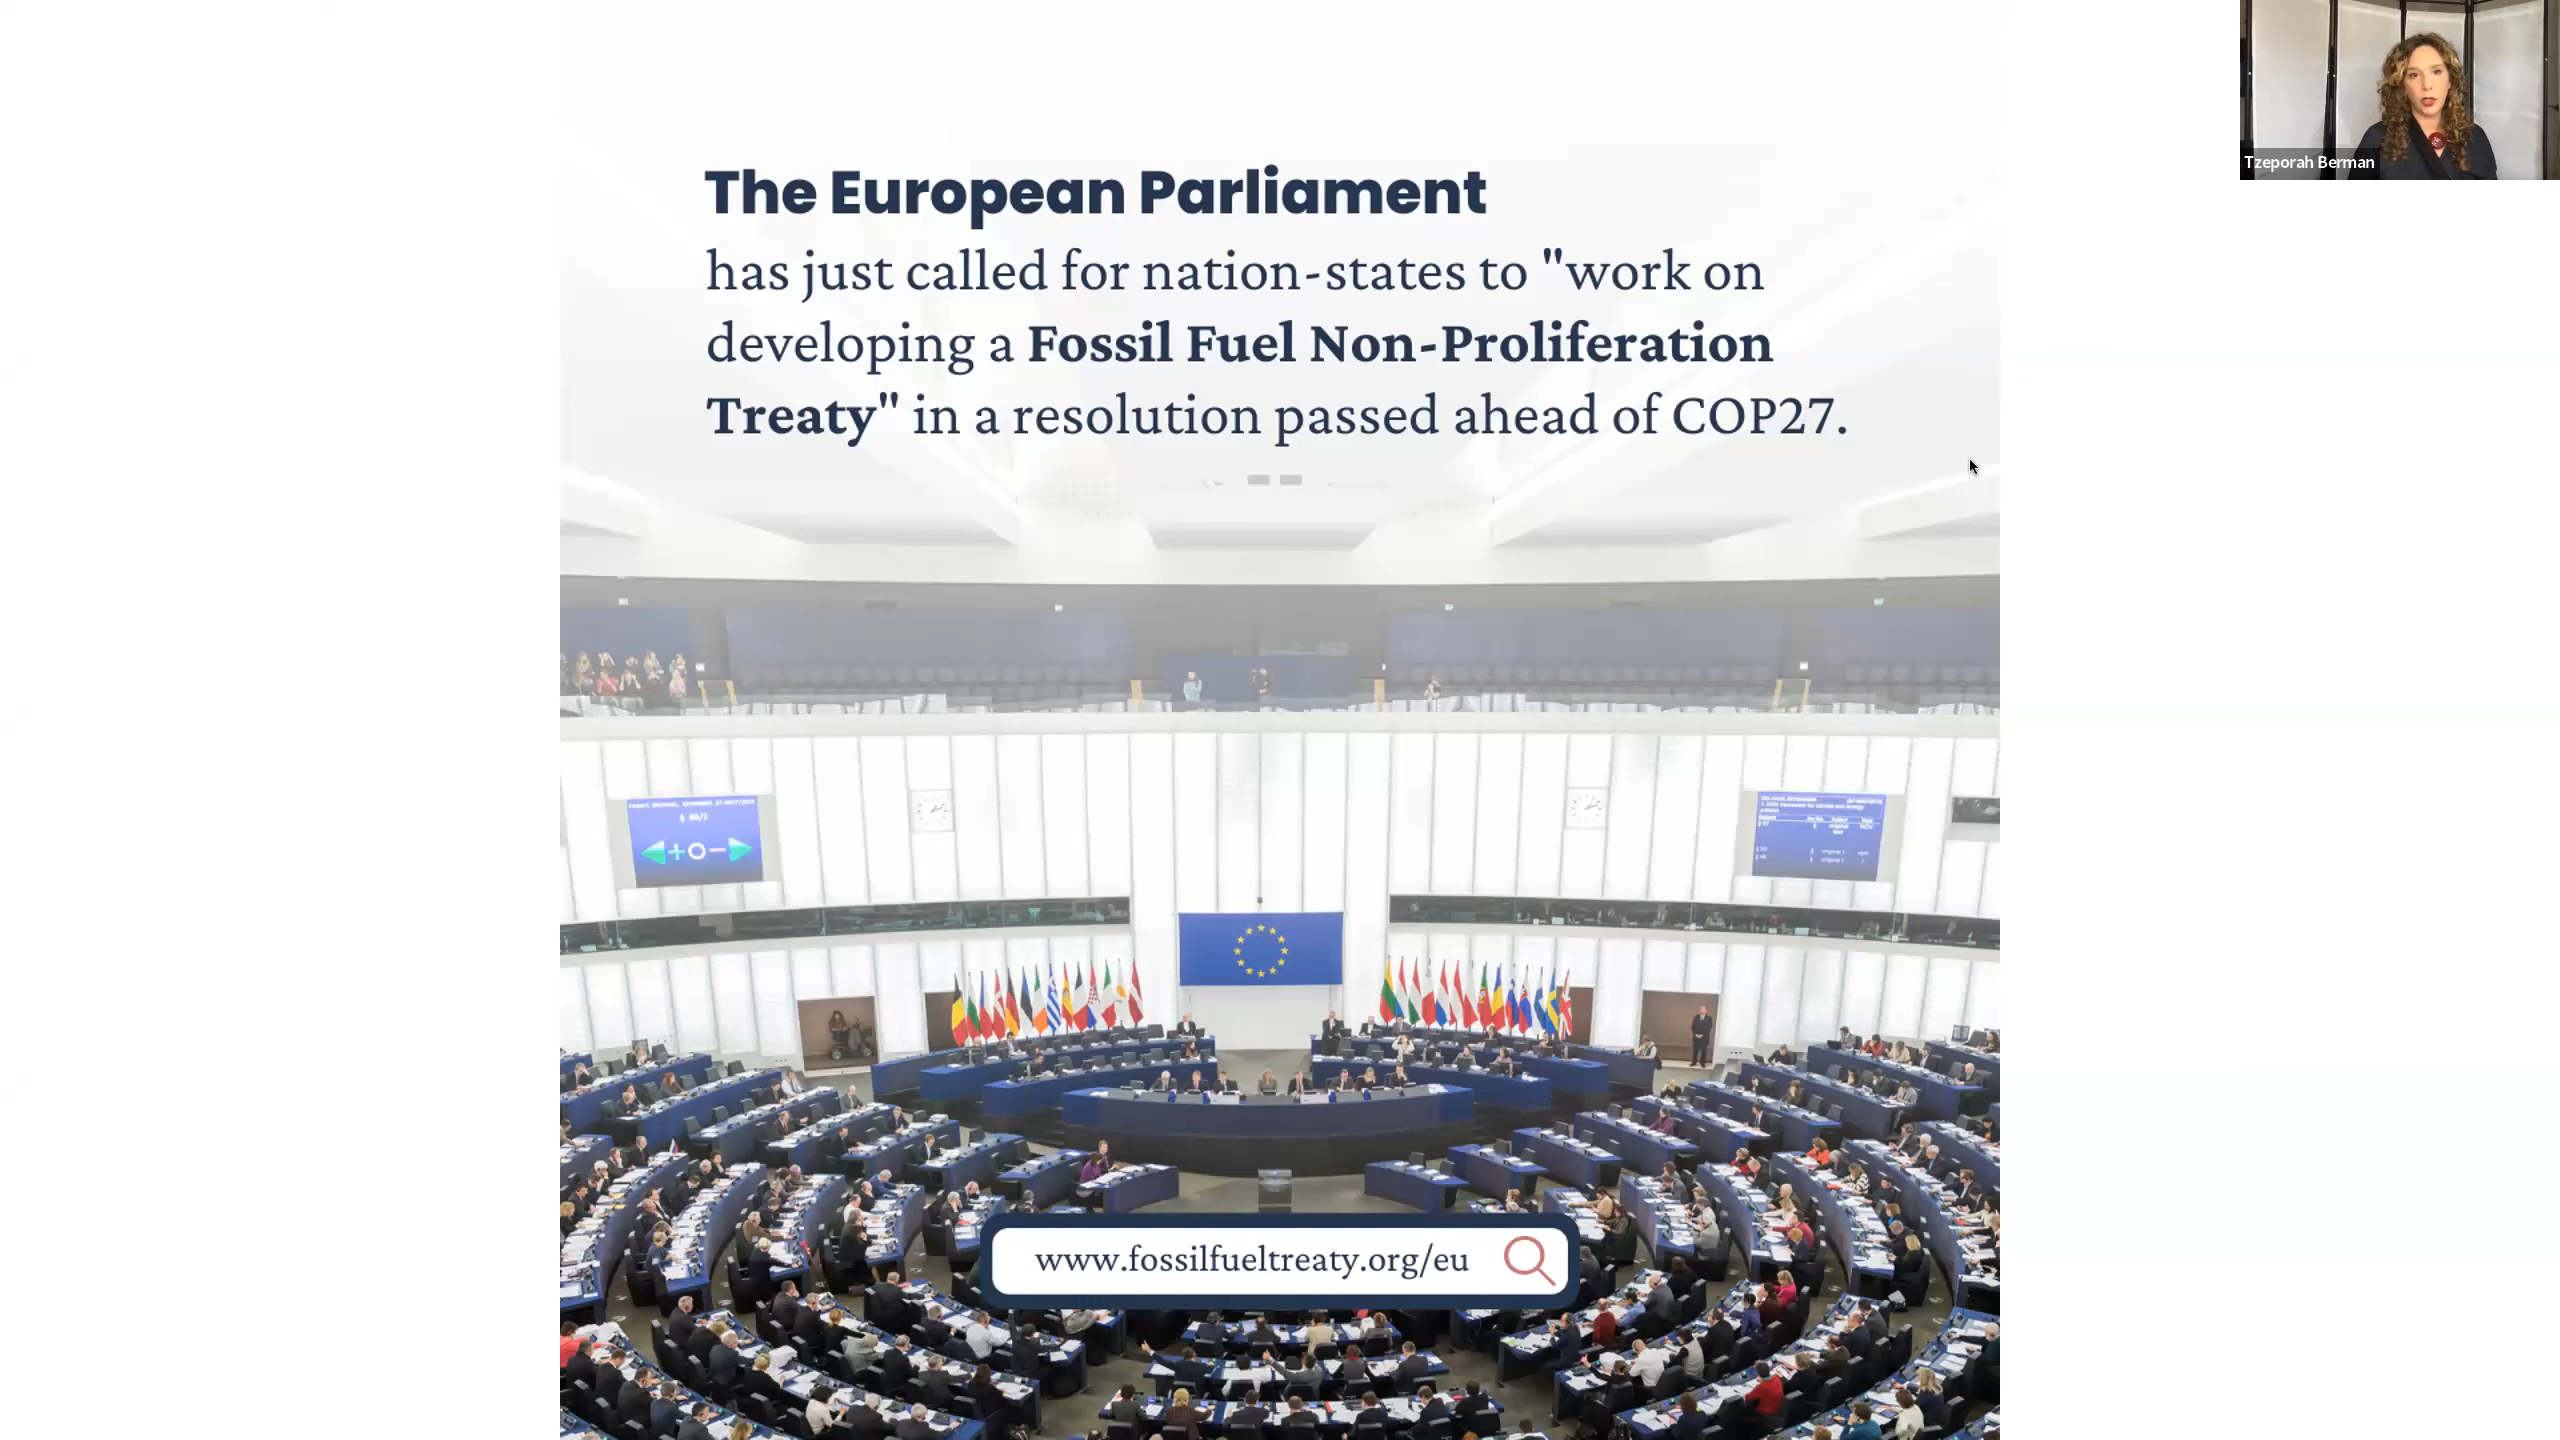 The European Parliament
has just called for nation-states to "work on
developing a Fossil Fuel Non-Proliferation
Treaty" in a resolution passed ahead of COP27.
Tzeporah Berman
www.fossilfueltreaty.org/eu